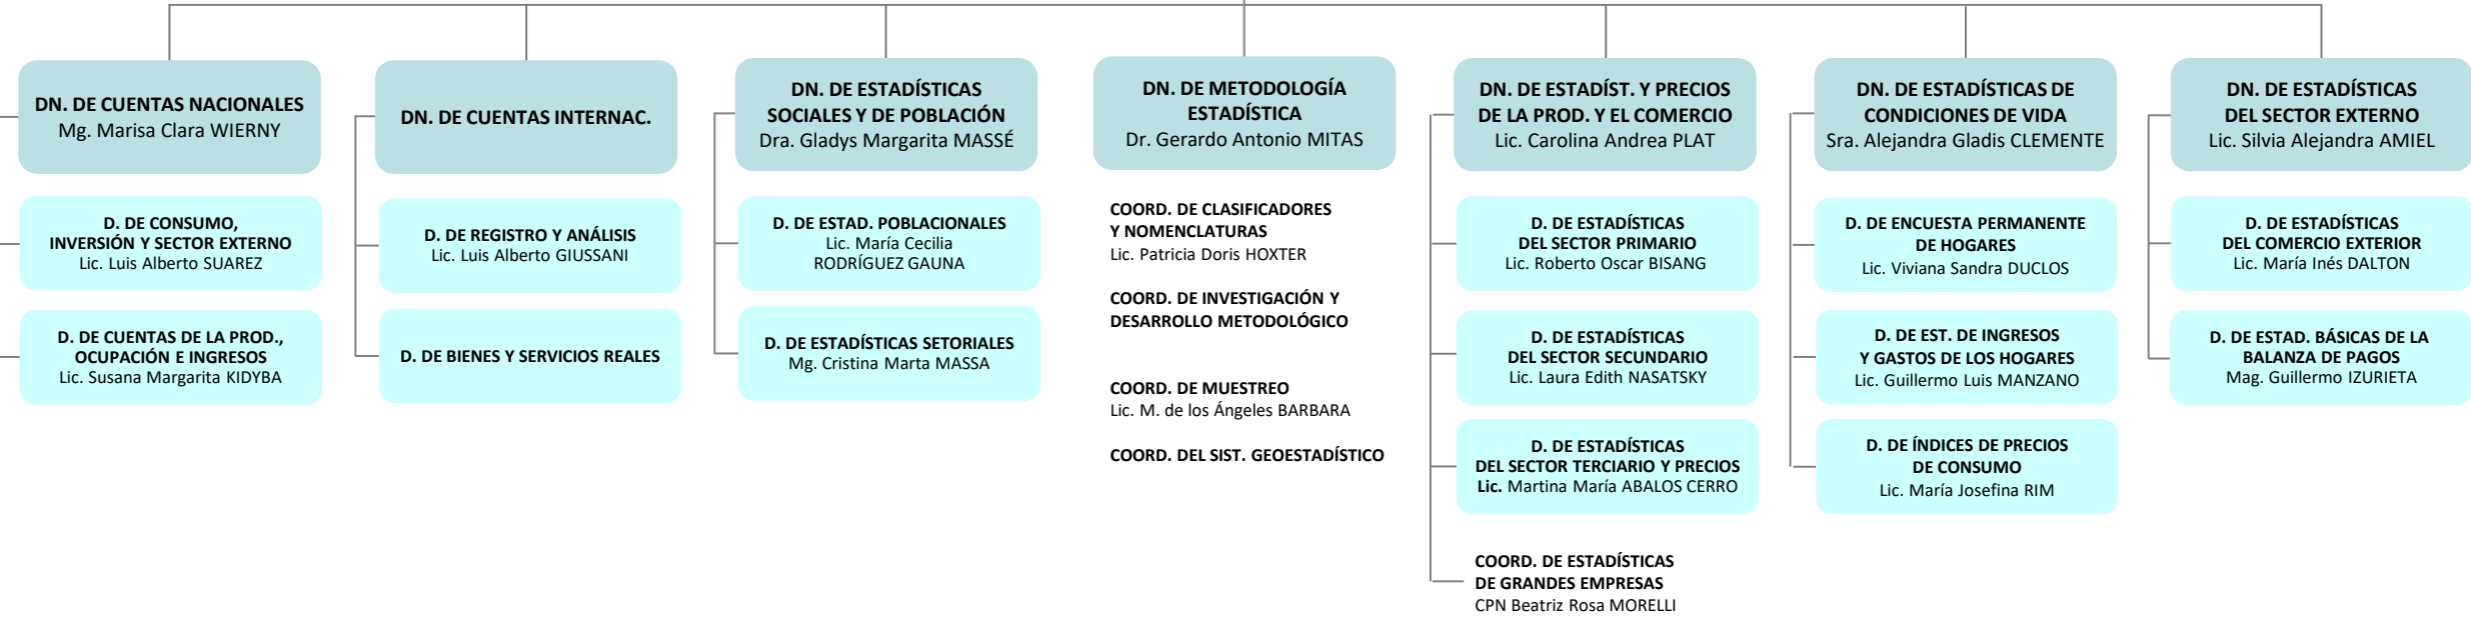 DN. DE CUENTAS NACIONALES
Mg. Marisa Clara WIERNY
D. DE CONSUMO,
INVERSIÓN Y SECTOR EXTERNO
Lic. Luis Alberto SUAREZ
D. DE CUENTAS DE LA PROD.,
OCUPACIÓN E INGRESOS
Lic. Susana Margarita KIDYBA
DN. DE CUENTAS INTERNAC.
D. DE REGISTRO Y ANÁLISIS
Lic. Luis Alberto GIUSSANI
D. DE BIENES Y SERVICIOS REALES
DN. DE ESTADÍSTICAS
SOCIALES Y DE POBLACIÓN
Dra. Gladys Margarita MASSÉ
D. DE ESTAD. POBLACIONALES
Lic. María Cecilia
RODRÍGUEZ GAUNA
D. DE ESTADÍSTICAS SETORIALES
Mg. Cristina Marta MASSA
DN. DE METODOLOGÍA
ESTADÍSTICA
Dr. Gerardo Antonio MITAS
COORD. DE CLASIFICADORES
Y NOMENCLATURAS
Lic. Patricia Doris HOXTER
COORD. DE INVESTIGACIÓN Y
DESARROLLO METODOLÓGICO
COORD. DE MUESTREO
Lic. M. de los Ángeles BARBARA
COORD. DEL SIST. GEOESTADÍSTICO
DN. DE ESTADÍST. Y PRECIOS
DE LA PROD. Y EL COMERCIO
Lic. Carolina Andrea PLAT
D. DE ESTADÍSTICAS
DEL SECTOR PRIMARIO
Lic. Roberto Oscar BISANG
D. DE ESTADÍSTICAS
DEL SECTOR SECUNDARIO
Lic. Laura Edith NASATSKY
D. DE ESTADÍSTICAS
DEL SECTOR TERCIARIO Y PRECIOS
Lic. Martina María ABALOS CERRO
COORD. DE ESTADÍSTICAS
DE GRANDES EMPRESAS
CPN Beatriz Rosa MORELLI
DN. DE ESTADÍSTICAS DE
CONDICIONES DE VIDA
Sra. Alejandra Gladis CLEMENTE
D. DE ENCUESTA PERMANENTE
DE HOGARES
Lic. Viviana Sandra DUCLOS
D. DE EST. DE INGRESOS
Y GASTOS DE LOS HOGARES
Lic. Guillermo Luis MANZANO
D. DE ÍNDICES DE PRECIOS
DE CONSUMO
Lic. María Josefina RIM
DN. DE ESTADÍSTICAS
DEL SECTOR EXTERNO
Lic. Silvia Alejandra AMIEL
D. DE ESTADÍSTICAS
DEL COMERCIO EXTERIOR
Lic. María Inés DALTON
D. DE ESTAD. BÁSICAS DE LA
BALANZA DE PAGOS
Mag. Guillermo IZURIETA